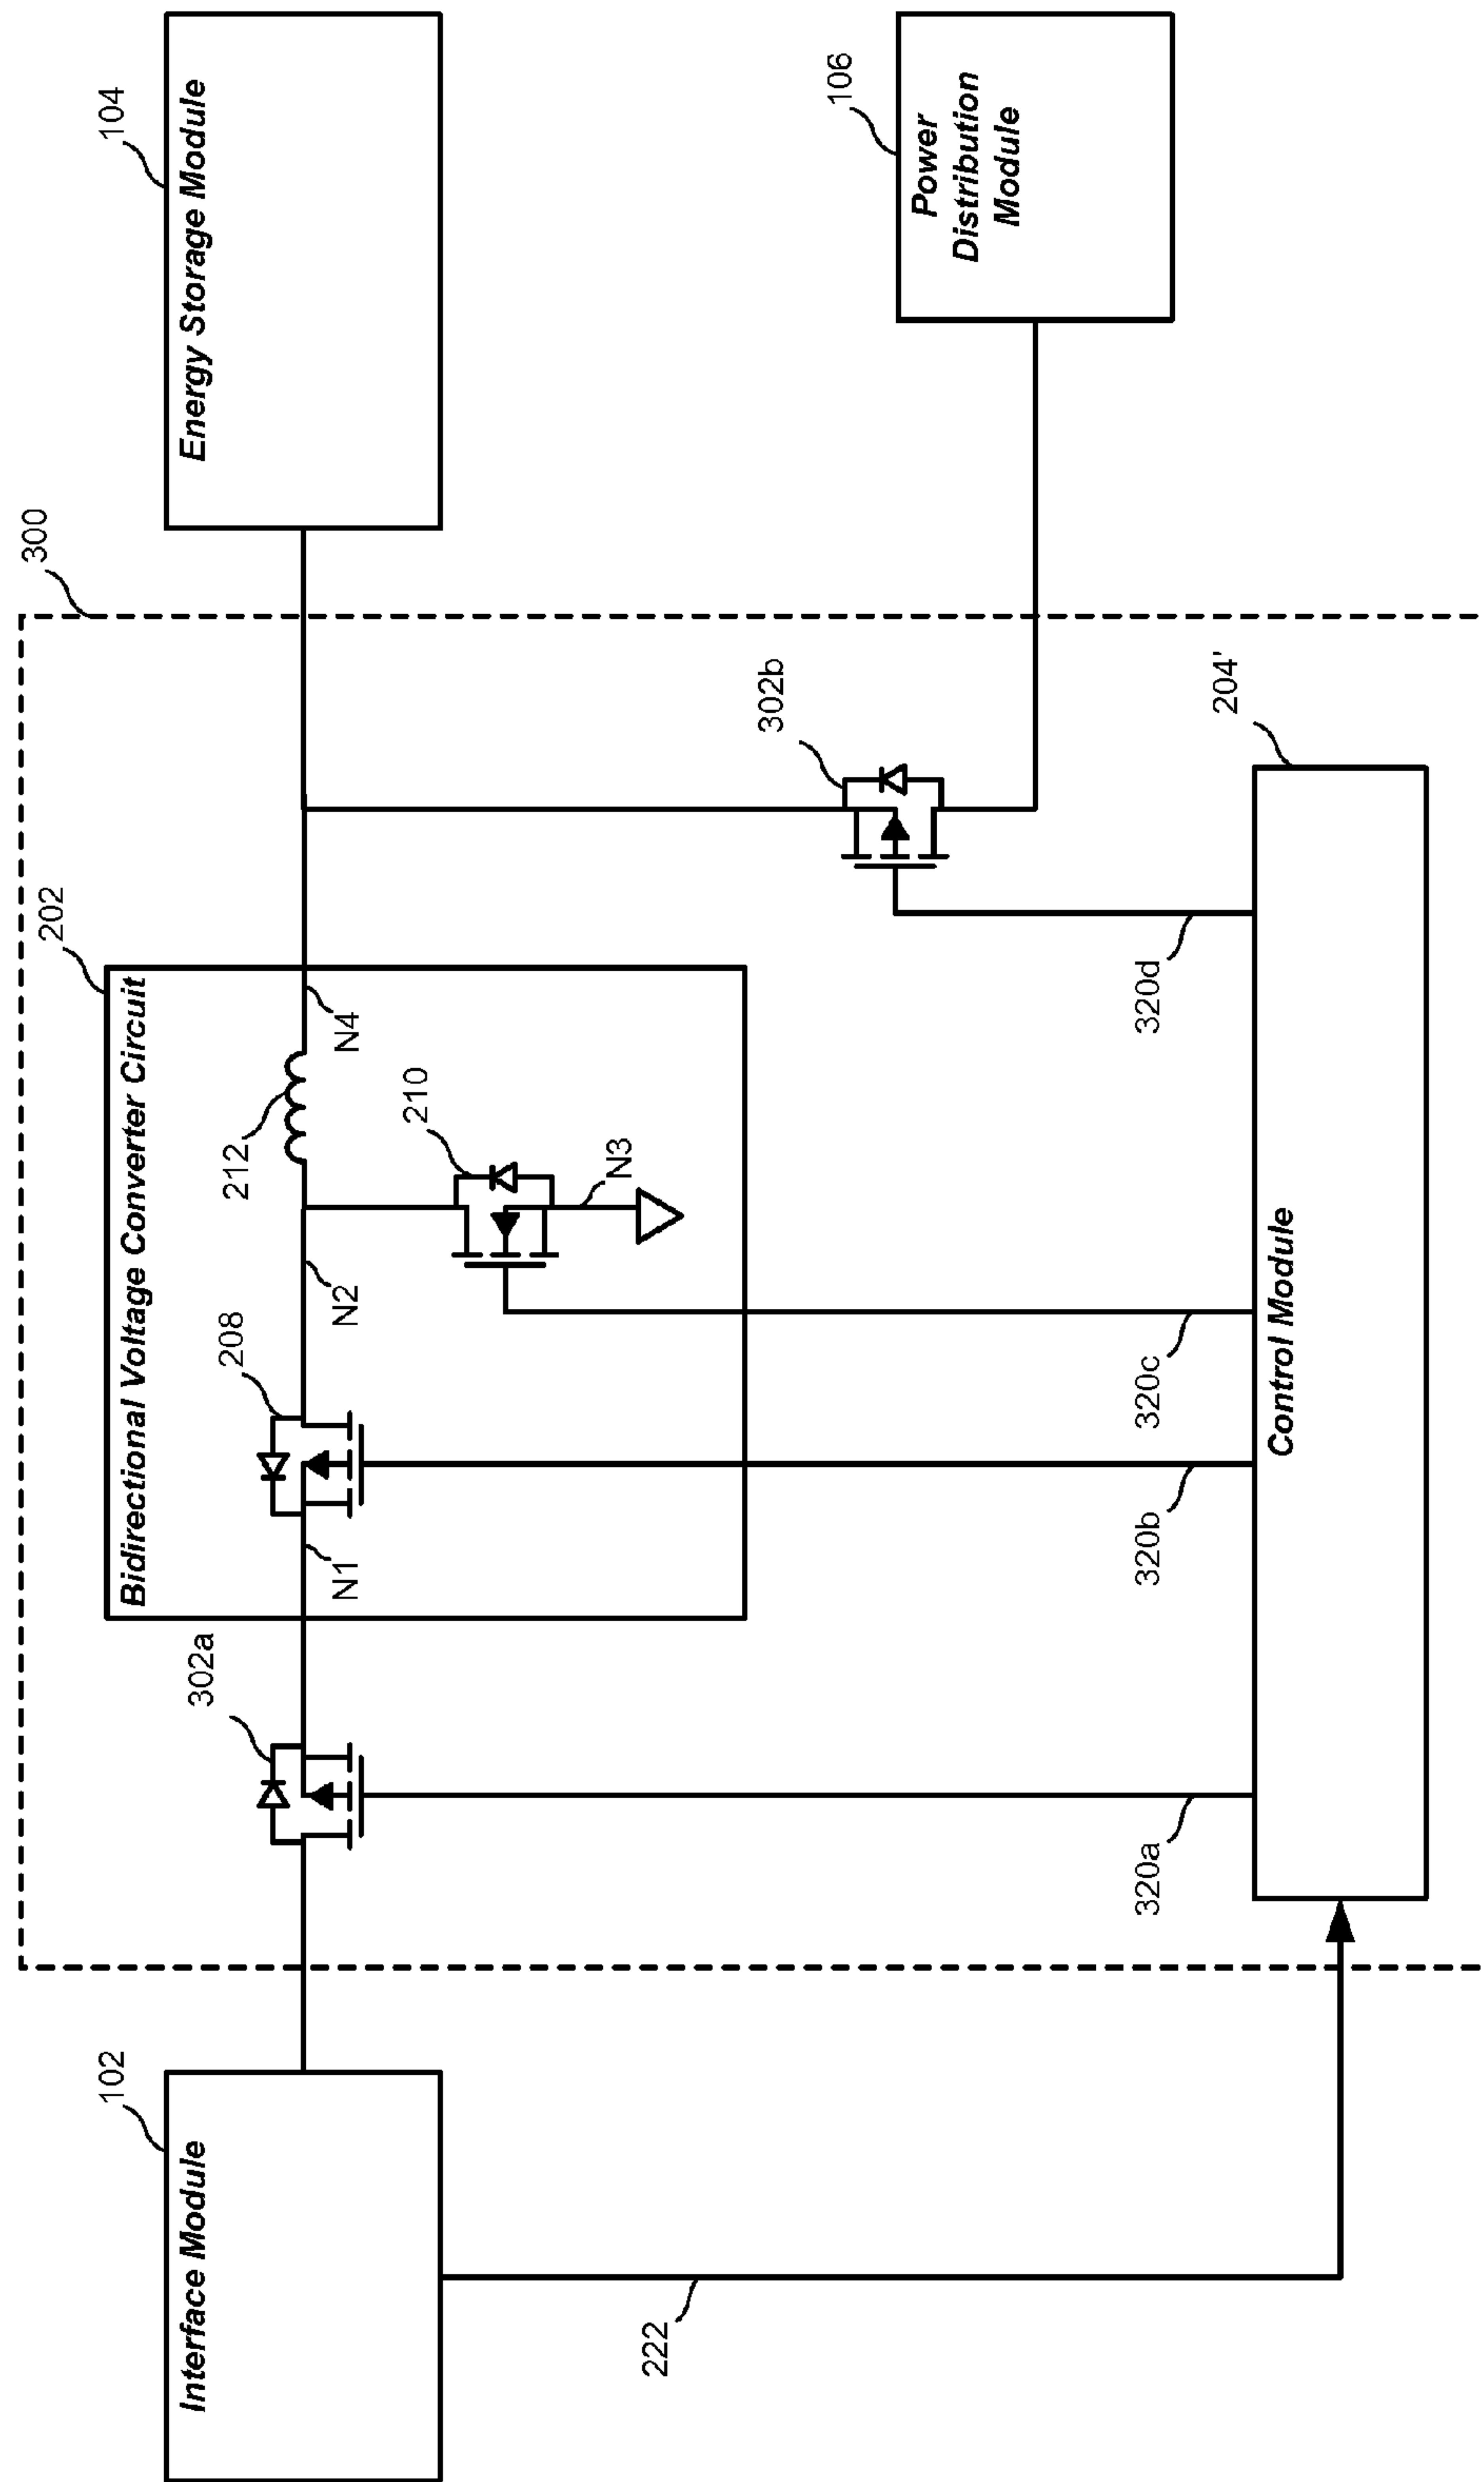 300
Interface Module
102
302a
Bidirectional Voltage Converter Circuit
202
N1
208
N2
212
N4
210
N3
Energy Storage Module
104
302b
Power
Distribution
Module
106
222
320a
320b
320c
320d
Control Module
204'